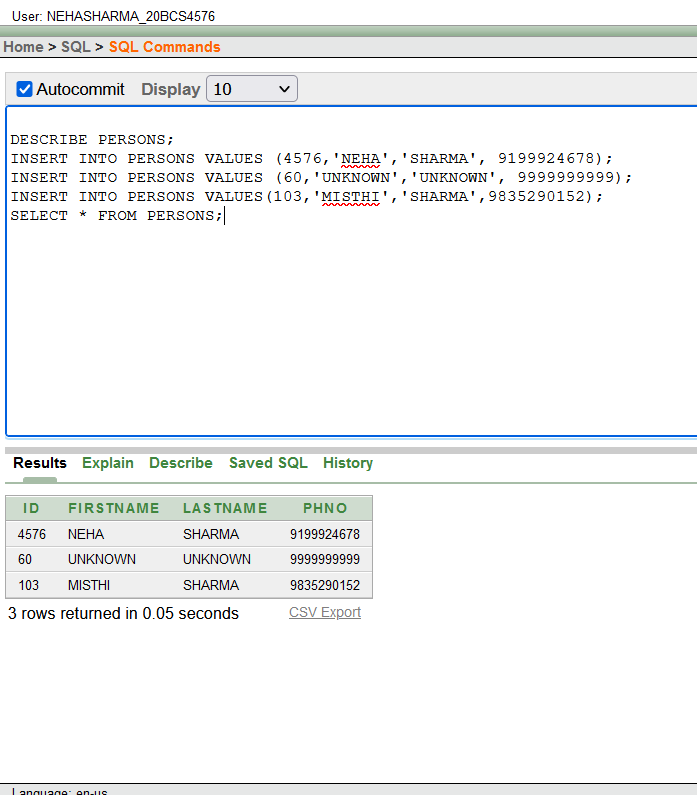 User: NEHASHARMA_20BCS4576
Home > SQL > SQL Commands
Autocommit Display 10
DESCRIBE PERSONS;
INSERT INTO PERSONS VALUES (4576,'NEHA','SHARMA', 9199924678);
INSERT INTO PERSONS VALUES (60,'UNKNOWN','UNKNOWN', 9999999999);
INSERT INTO PERSONS VALUES(103,'MISTHI','SHARMA',9835290152);
SELECT * FROM PERSONS;
Results Explain Describe Saved SQL History
ID FIRSTNAME LASTNAME PHNO
4576 NEHA SHARMA 9199924678
60 UNKNOWN UNKNOWN 9999999999
103 MISTHI SHARMA 9835290152
3 rows returned in 0.05 seconds CSV Export
Language: en-us